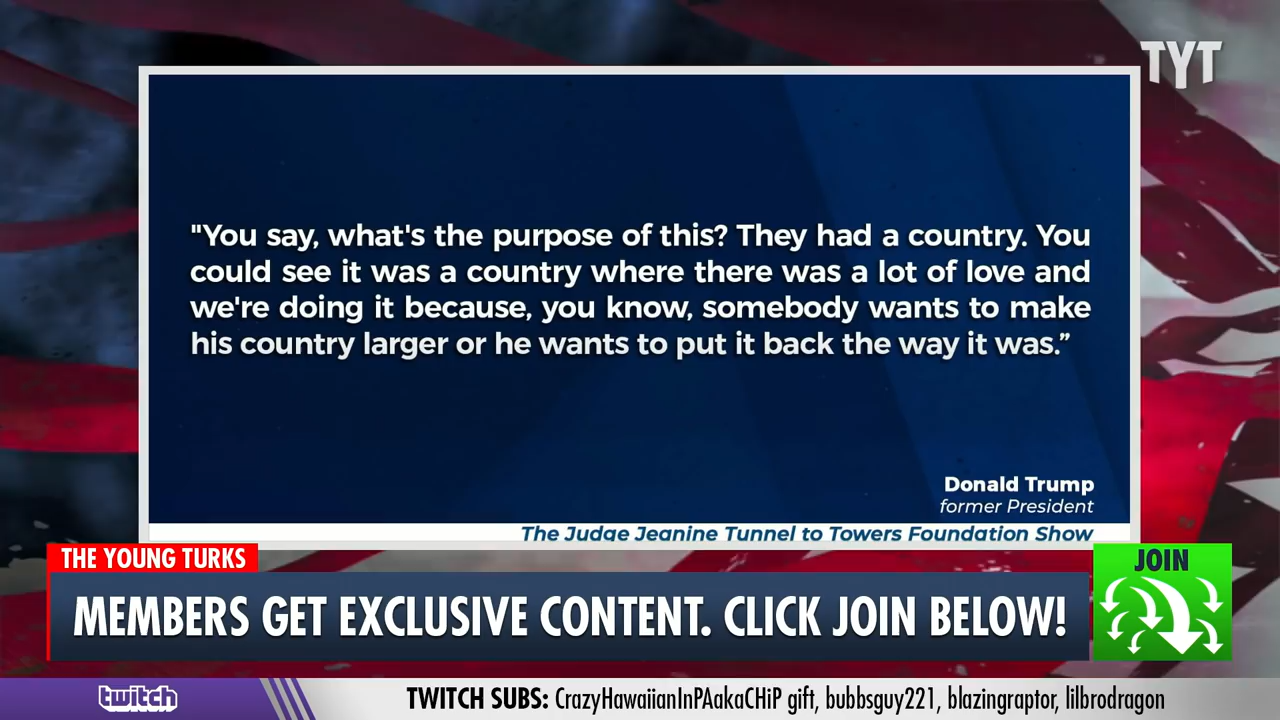 TYT
"You say, what's the purpose of this? They had a country. You
could see it was a country where there was a lot of love and
we're doing it because, you know, somebody wants to make
his country larger or he wants to put it back the way it was.”
Donald Trump
former President
The Judge Jeanine Tunnel to Towers Foundation Show
THE YOUNG TURKS
JOIN
MEMBERS GET EXCLUSIVE CONTENT. CLICK JOIN BELOW!
twitch
TWITCH SUBS: CrazyHawaiianInPAakaCHiP gift, bubbsguy221, blazingraptor, lilbrodragon